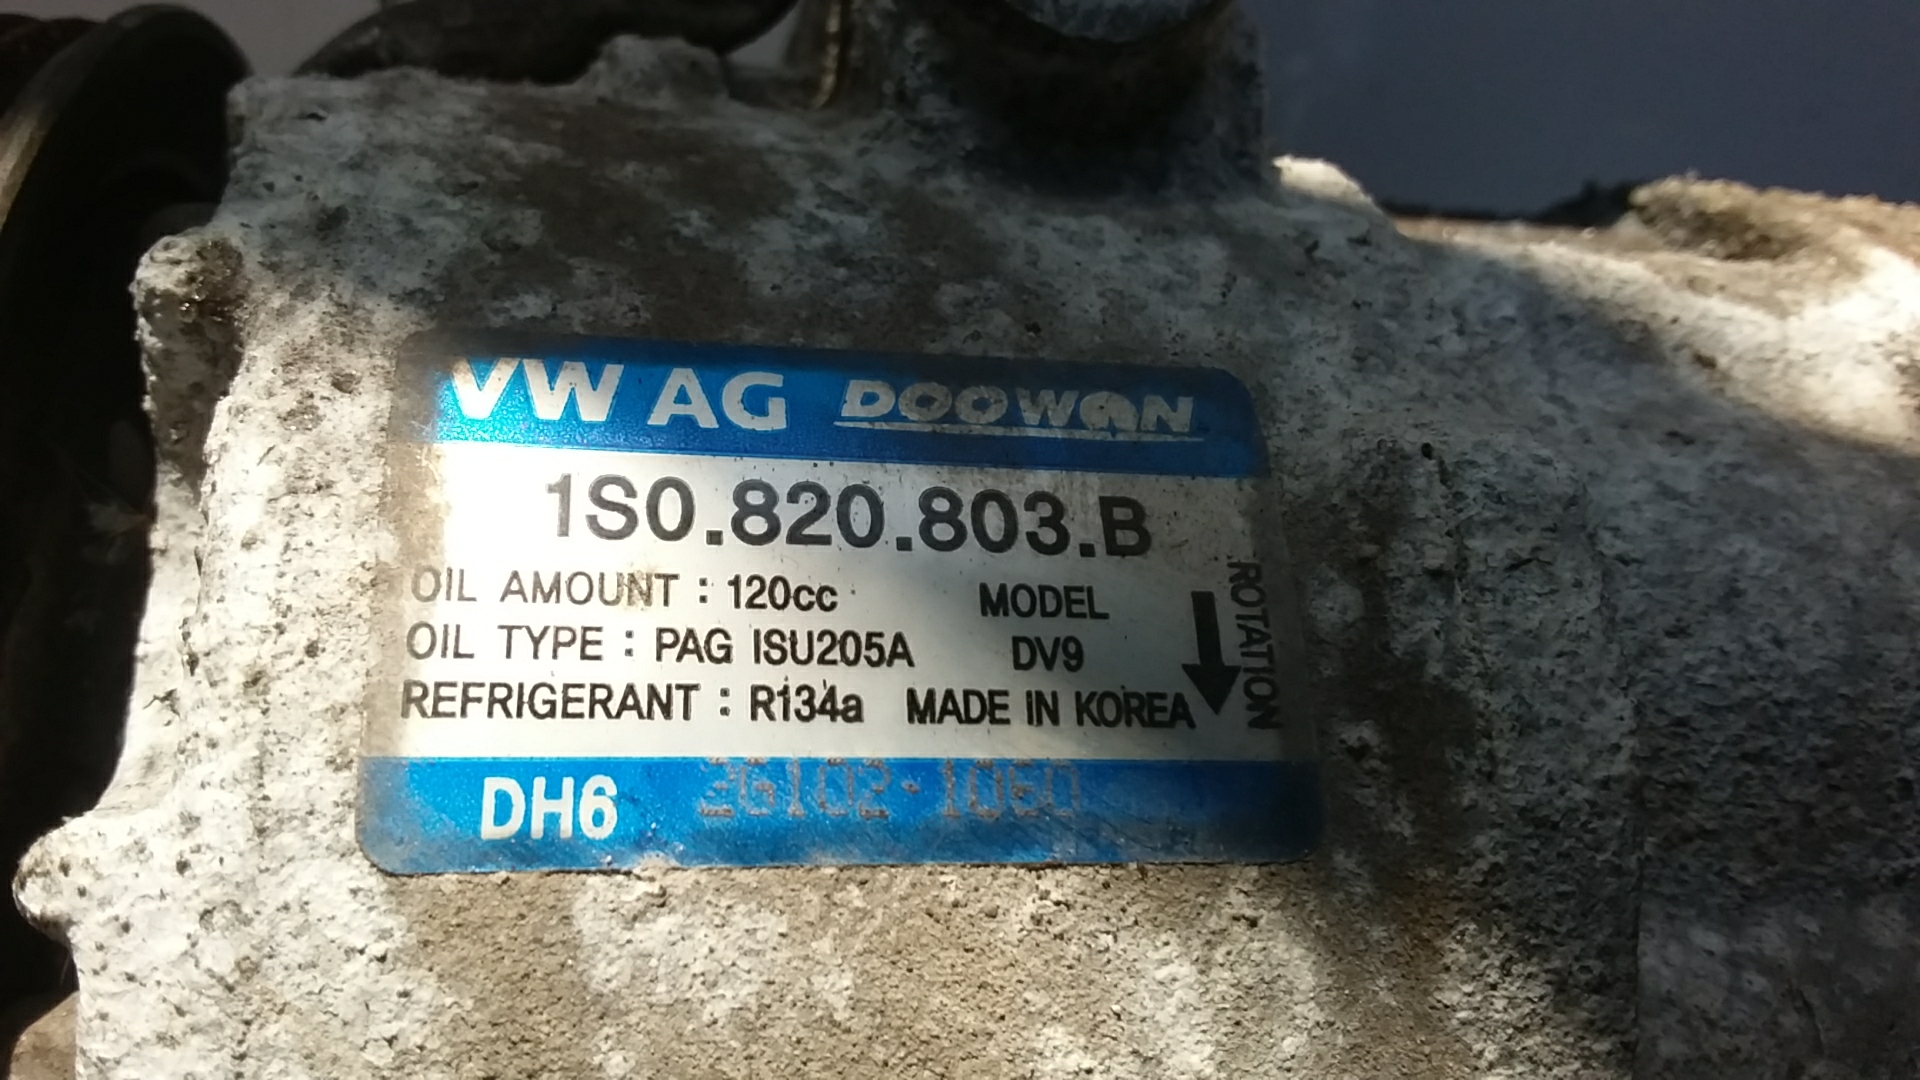 VW AG DOOWON
1S0.820.803.B
OIL AMOUNT : 120cc MODEL
OIL TYPE : PAG ISU205A DV9
REFRIGERANT : R134a MADE IN KOREA
ROTATION
DH6